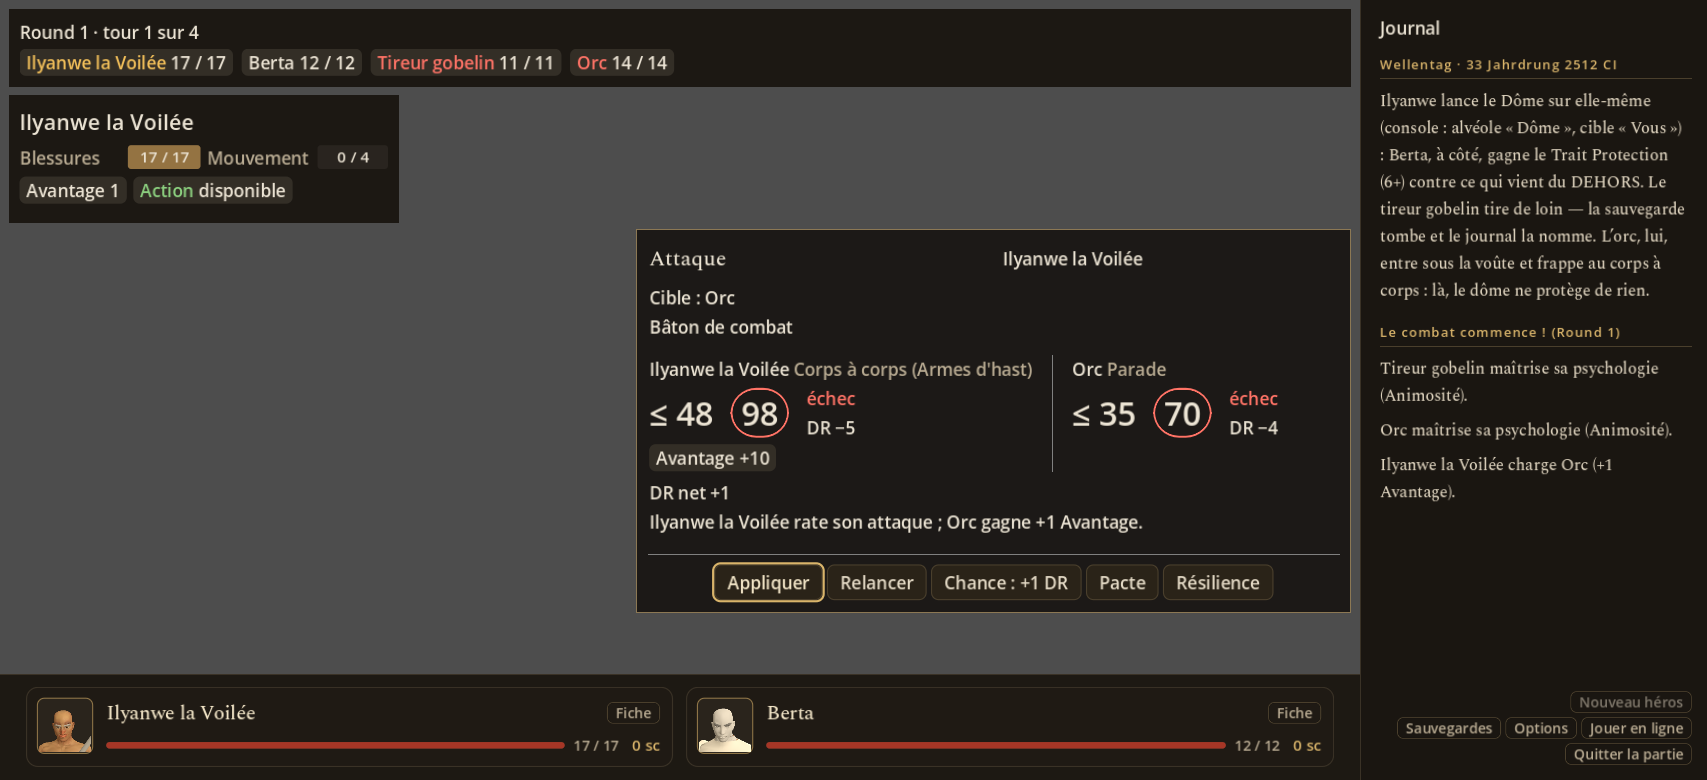 Round 1 · tour 1 sur 4
Ilyanwe la Voilée 17 / 17 Berta 12 / 12 Tireur gobelin 11 / 11 Orc 14 / 14
Ilyanwe la Voilée
Blessures 17 / 17 Mouvement 0 / 4
Avantage 1 Action disponible
Attaque Ilyanwe la Voilée
Cible : Orc
Bâton de combat
Ilyanwe la Voilée Corps à corps (Armes d'hast)
≤ 48 98 échec
DR −5
Avantage +10
Orc Parade
≤ 35 70 échec
DR −4
DR net +1
Ilyanwe la Voilée rate son attaque ; Orc gagne +1 Avantage.
Appliquer Relancer Chance : +1 DR Pacte Résilience
Ilyanwe la Voilée Fiche
17 / 17 0 sc
Berta Fiche
12 / 12 0 sc
Journal
Wellentag · 33 Jahrdrung 2512 CI
Ilyanwe lance le Dôme sur elle-même
(console : alvéole « Dôme », cible « Vous »)
: Berta, à côté, gagne le Trait Protection
(6+) contre ce qui vient du DEHORS. Le
tireur gobelin tire de loin — la sauvegarde
tombe et le journal la nomme. L’orc, lui,
entre sous la voûte et frappe au corps à
corps : là, le dôme ne protège de rien.
Le combat commence ! (Round 1)
Tireur gobelin maîtrise sa psychologie
(Animosité).
Orc maîtrise sa psychologie (Animosité).
Ilyanwe la Voilée charge Orc (+1
Avantage).
Nouveau héros
Sauvegardes Options Jouer en ligne
Quitter la partie